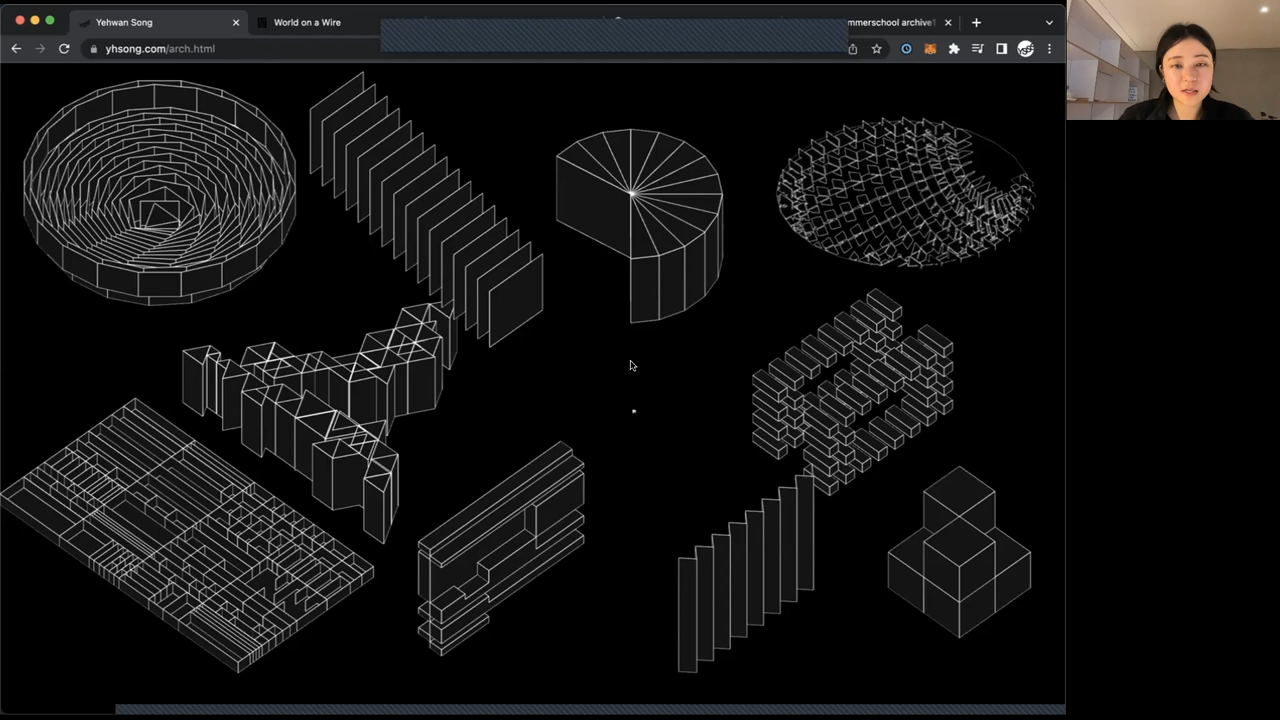 Yehwan Song
World on a Wire
mmerschool archive
yhsong.com/arch.html